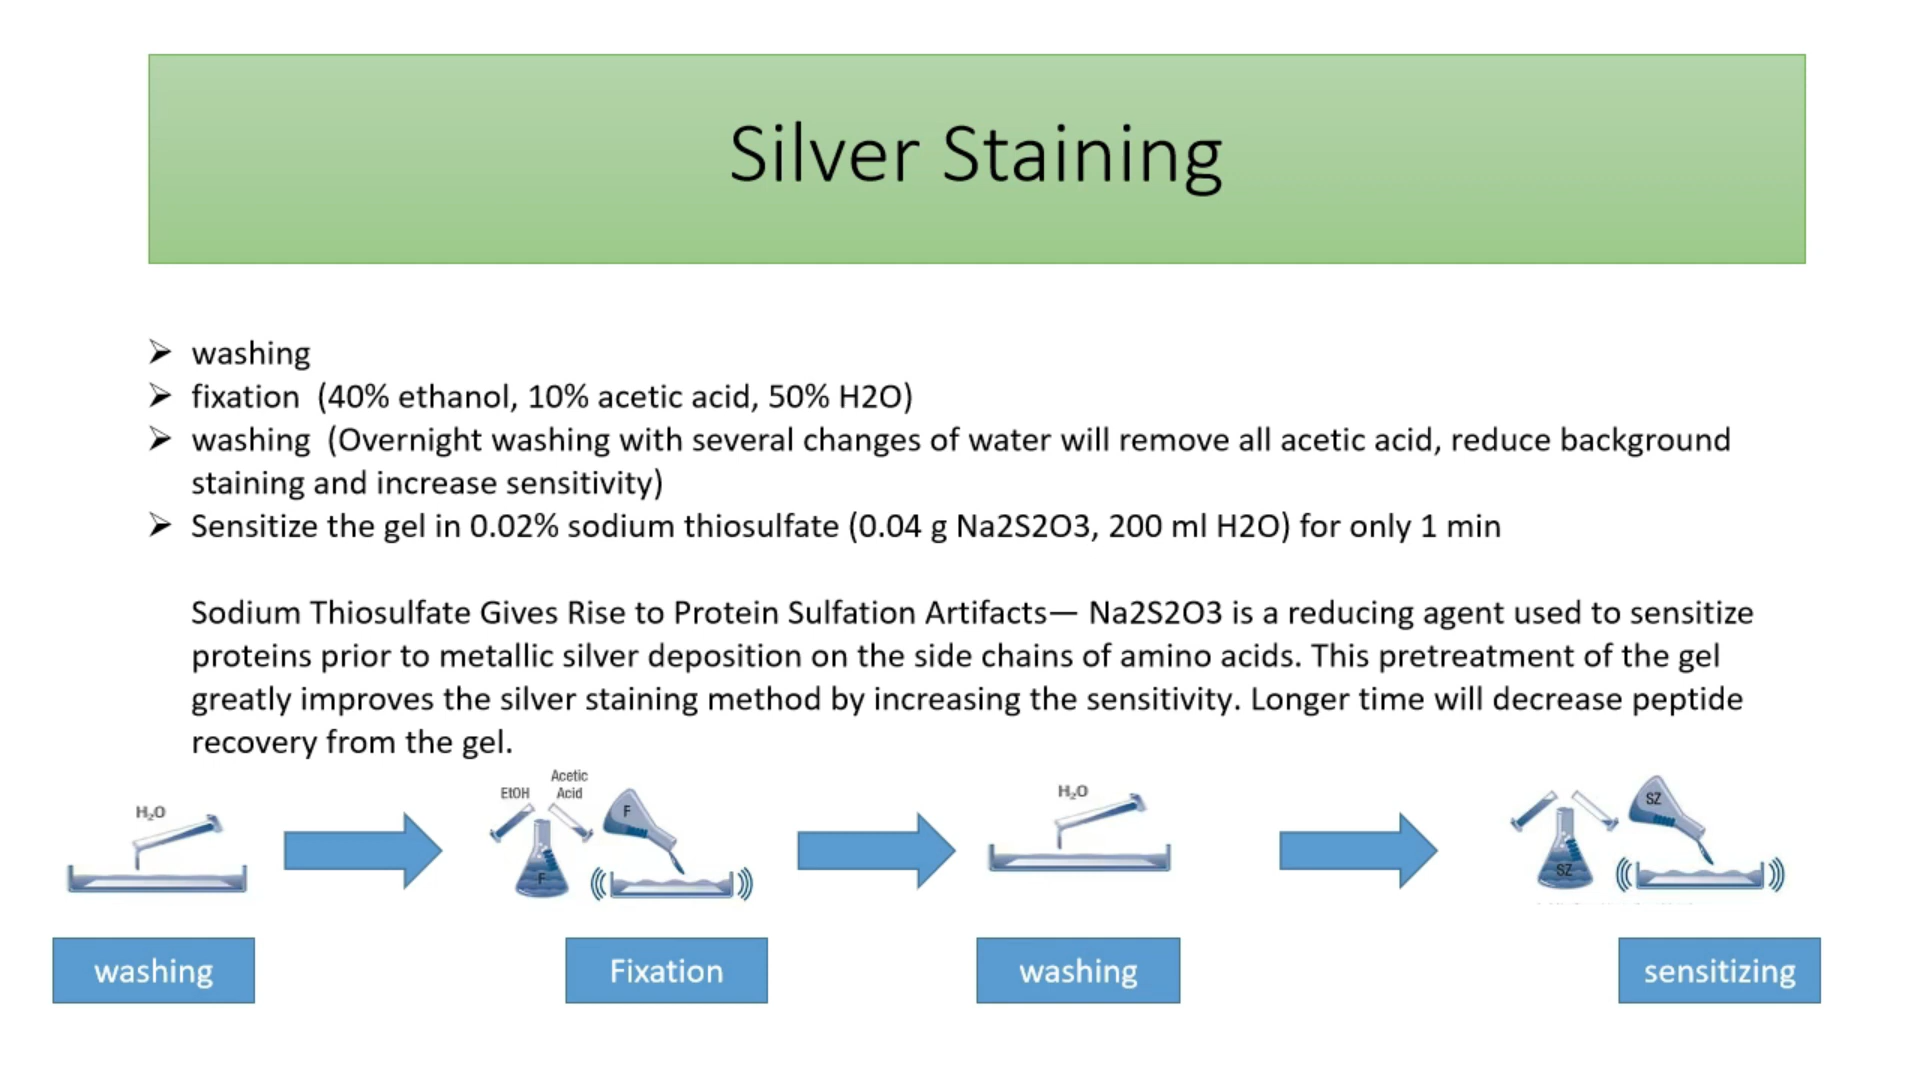 Silver Staining
➢ washing
➢ fixation (40% ethanol, 10% acetic acid, 50% H2O)
➢ washing (Overnight washing with several changes of water will remove all acetic acid, reduce background
staining and increase sensitivity)
➢ Sensitize the gel in 0.02% sodium thiosulfate (0.04 g Na2S2O3, 200 ml H2O) for only 1 min
Sodium Thiosulfate Gives Rise to Protein Sulfation Artifacts— Na2S2O3 is a reducing agent used to sensitize
proteins prior to metallic silver deposition on the side chains of amino acids. This pretreatment of the gel
greatly improves the silver staining method by increasing the sensitivity. Longer time will decrease peptide
recovery from the gel.
H₂O
EtOH
Acetic
Acid
F
F
H₂O
SZ
SZ
washing
Fixation
washing
sensitizing